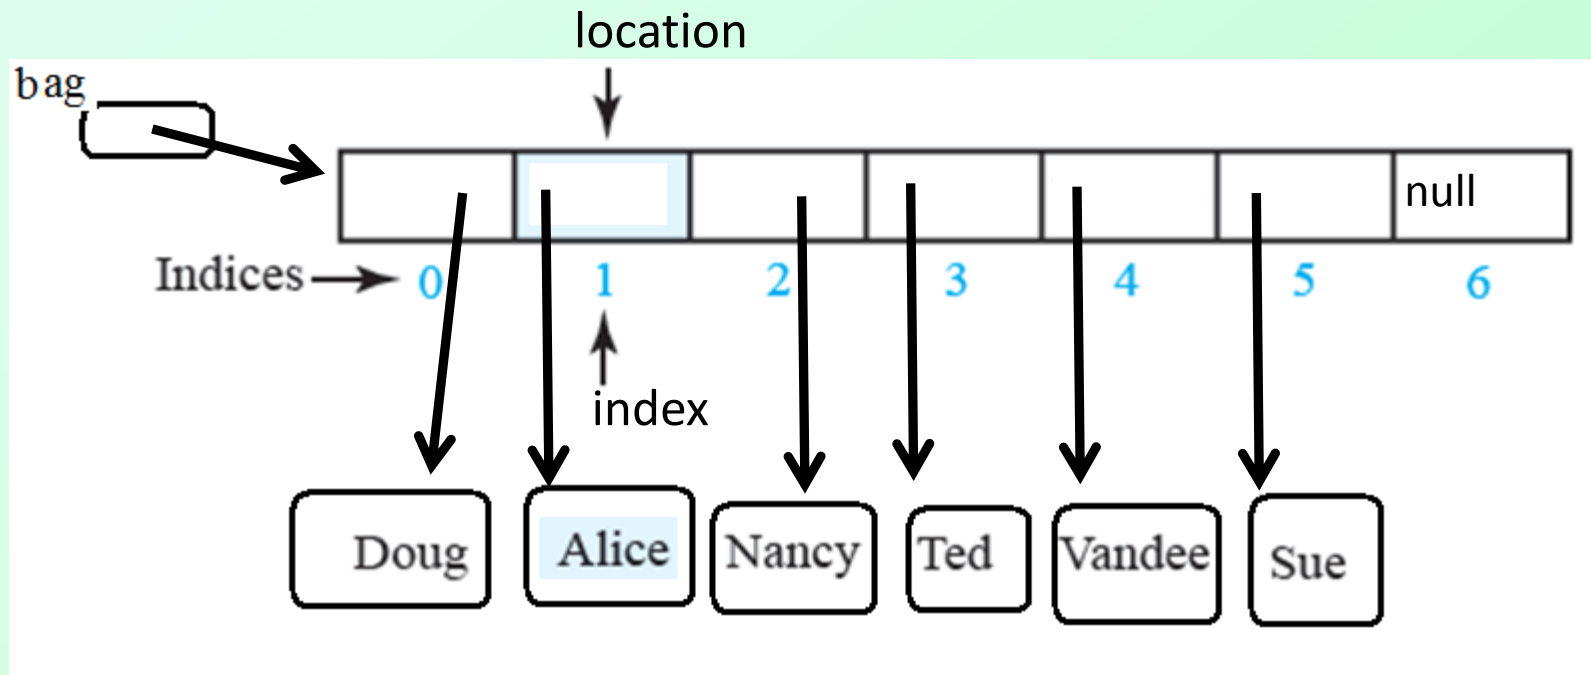 location
bag
null
Indices 0 1 2 3 4 5 6
index
Doug Alice Nancy Ted Vandee Sue